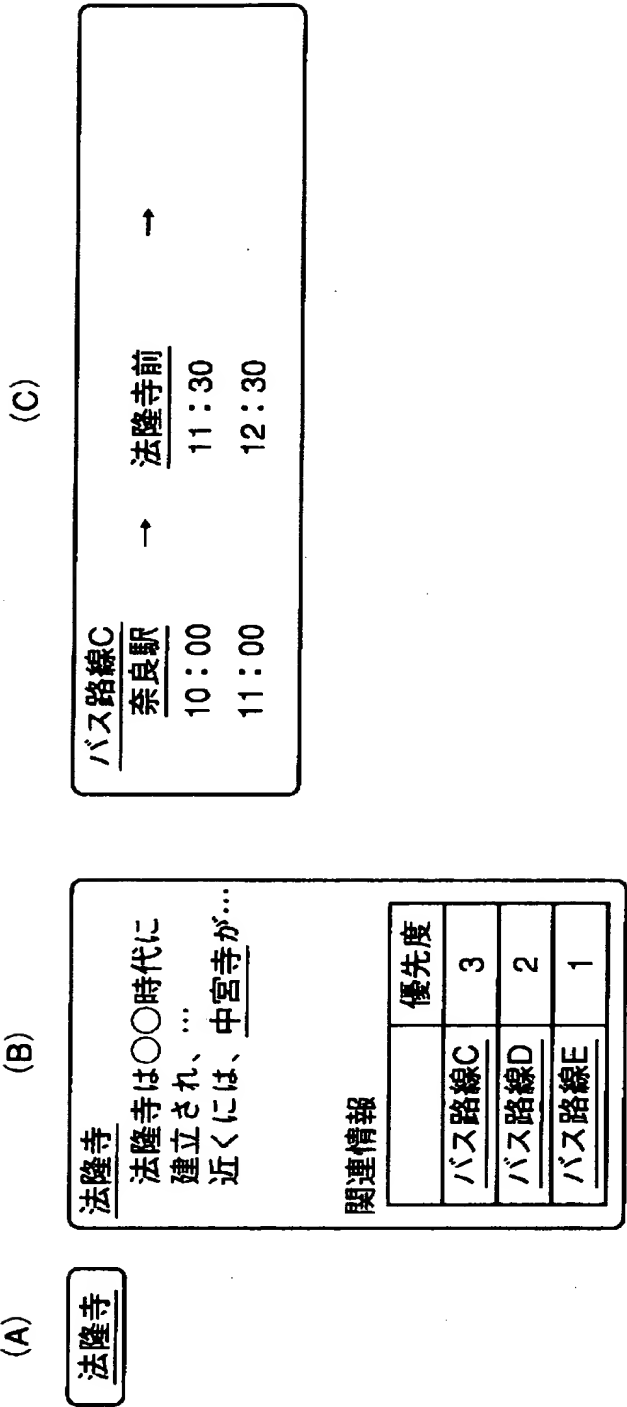 (A)
法隆寺
(B)
法隆寺
法隆寺は○○時代に
建立され、…
近くには、中宮寺が…
関連情報
優先度
バス路線C 3
バス路線D 2
バス路線E 1
(C)
バス路線C
奈良駅 → 法隆寺前 →
10：00 11：30
11：00 12：30